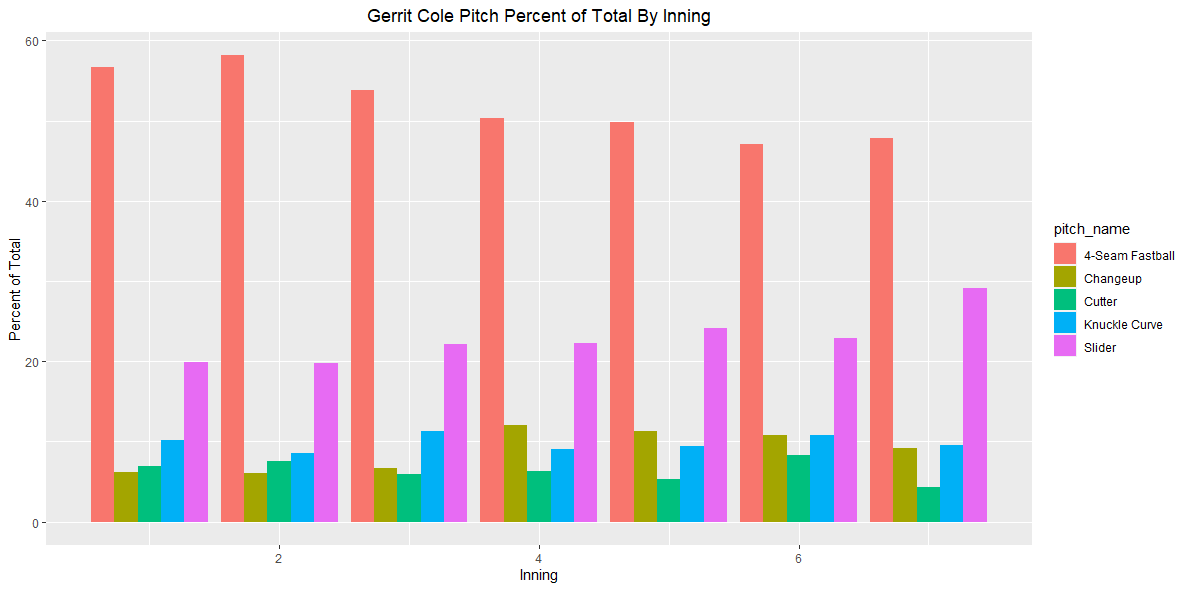 Gerrit Cole Pitch Percent of Total By Inning
60
40
20
0
Percent of Total
2
4
6
Inning
pitch_name
4-Seam Fastball
Changeup
Cutter
Knuckle Curve
Slider